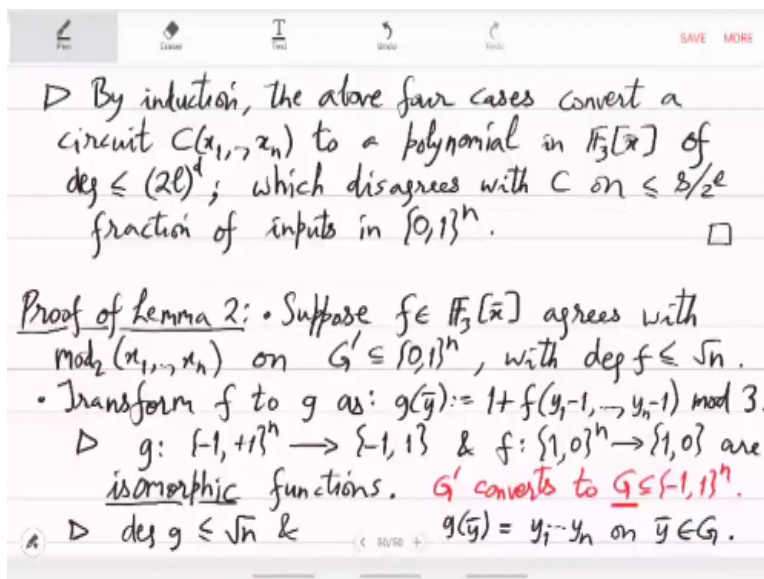 Pen Eraser Text Undo Redo SAVE MORE
▷ By induction, the above four cases convert a
circuit C(x₁,..,xₙ) to a polynomial in 𝔽₃[x̄] of
deg ≤ (2l)ᵈ; which disagrees with C on ≤ s/2ˡ
fraction of inputs in {0,1}ⁿ. □
Proof of Lemma 2: • Suppose f ∈ 𝔽₃[x̄] agrees with
mod₂(x₁,..,xₙ) on G' ⊆ {0,1}ⁿ, with deg f ≤ √n.
• Transform f to g as: g(ȳ) := 1+f(y₁-1,..,yₙ-1) mod 3.
▷ g: {-1,+1}ⁿ → {-1,1} & f: {1,0}ⁿ → {1,0} are
isomorphic functions. G' converts to G ⊆ {-1,1}ⁿ.
▷ deg g ≤ √n & g(ȳ) = y₁...yₙ on ȳ ∈ G.
< 50/50 +